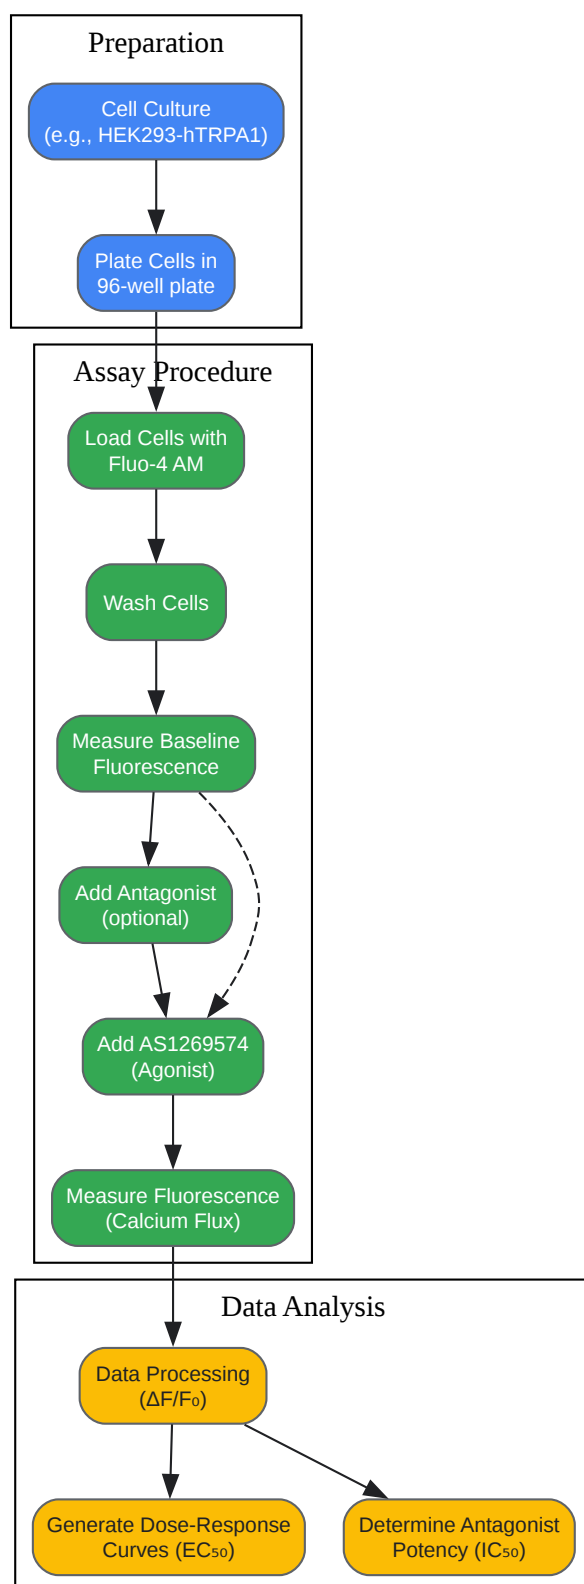 Preparation
Cell Culture
(e.g., HEK293-hTRPA1)
Plate Cells in
96-well plate
Assay Procedure
Load Cells with
Fluo-4 AM
Wash Cells
Measure Baseline
Fluorescence
Add Antagonist
(optional)
Add AS1269574
(Agonist)
Measure Fluorescence
(Calcium Flux)
Data Analysis
Data Processing
(ΔF/F₀)
Generate Dose-Response
Curves (EC₅₀)
Determine Antagonist
Potency (IC₅₀)